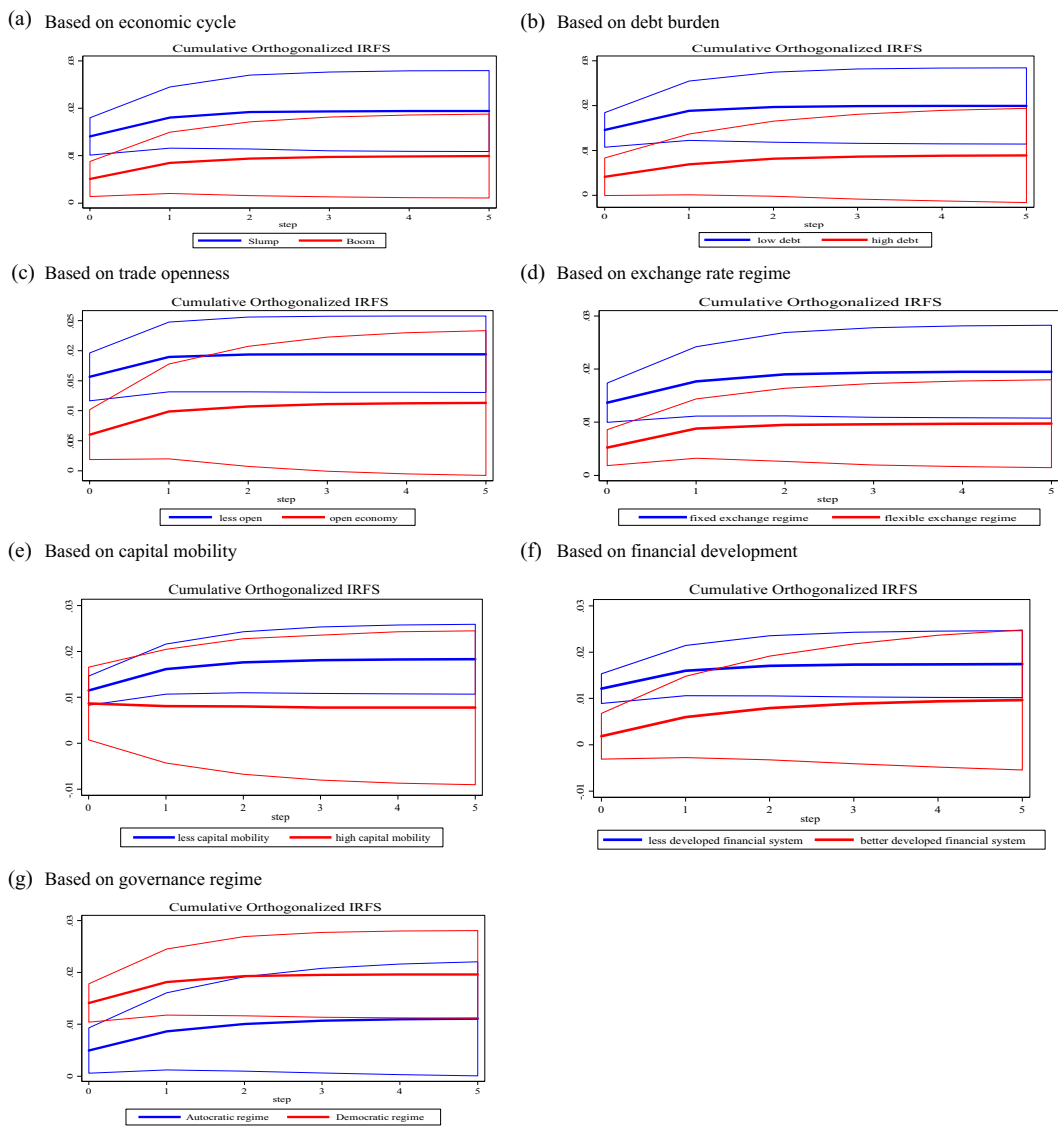 (a) Based on economic cycle
Cumulative Orthogonalized IRFS
.03
.02
.01
0
0 1 2 3 4 5
step
Slump Boom
(b) Based on debt burden
Cumulative Orthogonalized IRFS
.03
.02
.01
0
0 1 2 3 4 5
step
low debt high debt
(c) Based on trade openness
Cumulative Orthogonalized IRFS
.025
.02
.015
.01
.005
0
0 1 2 3 4 5
step
less open open economy
(d) Based on exchange rate regime
Cumulative Orthogonalized IRFS
.03
.02
.01
0
0 1 2 3 4 5
step
fixed exchange regime flexible exchange regime
(e) Based on capital mobility
Cumulative Orthogonalized IRFS
.03
.02
.01
0
-.01
0 1 2 3 4 5
step
less capital mobility high capital mobility
(f) Based on financial development
Cumulative Orthogonalized IRFS
.03
.02
.01
0
-.01
0 1 2 3 4 5
step
less developed financial system better developed financial system
(g) Based on governance regime
Cumulative Orthogonalized IRFS
.03
.02
.01
0
0 1 2 3 4 5
step
Autocratic regime Democratic regime